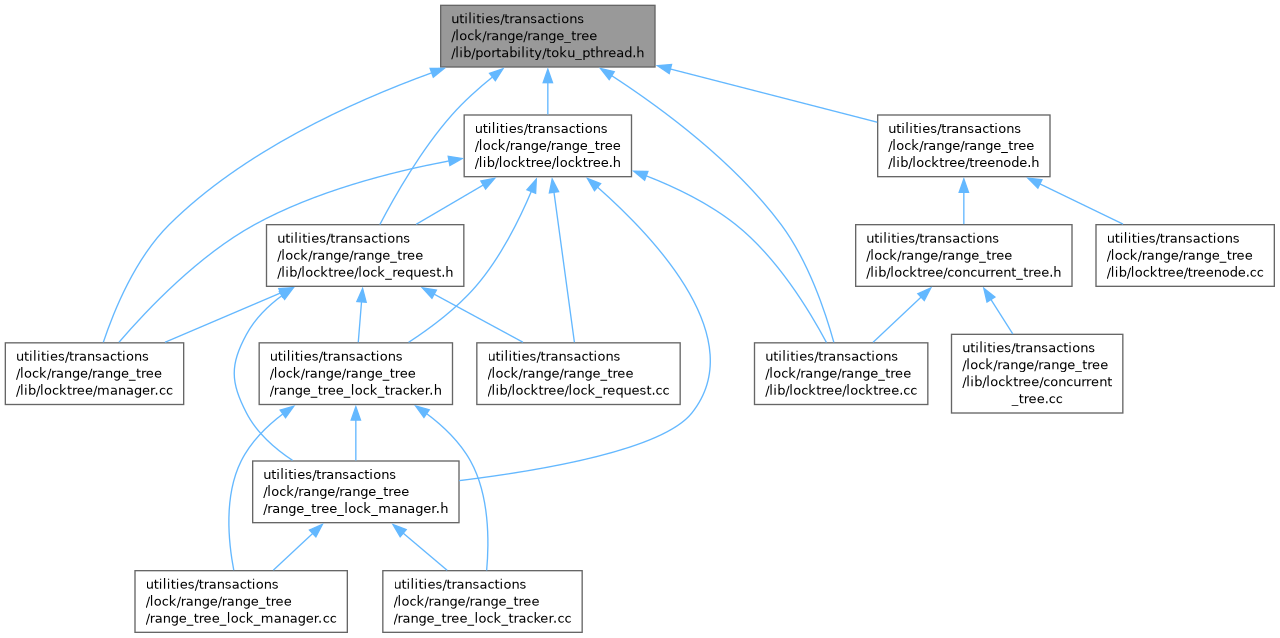 utilities/transactions
/lock/range/range_tree
/lib/portability/toku_pthread.h
utilities/transactions
/lock/range/range_tree
/lib/locktree/locktree.h
utilities/transactions
/lock/range/range_tree
/lib/locktree/treenode.h
utilities/transactions
/lock/range/range_tree
/lib/locktree/lock_request.h
utilities/transactions
/lock/range/range_tree
/lib/locktree/concurrent_tree.h
utilities/transactions
/lock/range/range_tree
/lib/locktree/treenode.cc
utilities/transactions
/lock/range/range_tree
/lib/locktree/manager.cc
utilities/transactions
/lock/range/range_tree
/range_tree_lock_tracker.h
utilities/transactions
/lock/range/range_tree
/lib/locktree/lock_request.cc
utilities/transactions
/lock/range/range_tree
/lib/locktree/locktree.cc
utilities/transactions
/lock/range/range_tree
/lib/locktree/concurrent
_tree.cc
utilities/transactions
/lock/range/range_tree
/range_tree_lock_manager.h
utilities/transactions
/lock/range/range_tree
/range_tree_lock_manager.cc
utilities/transactions
/lock/range/range_tree
/range_tree_lock_tracker.cc